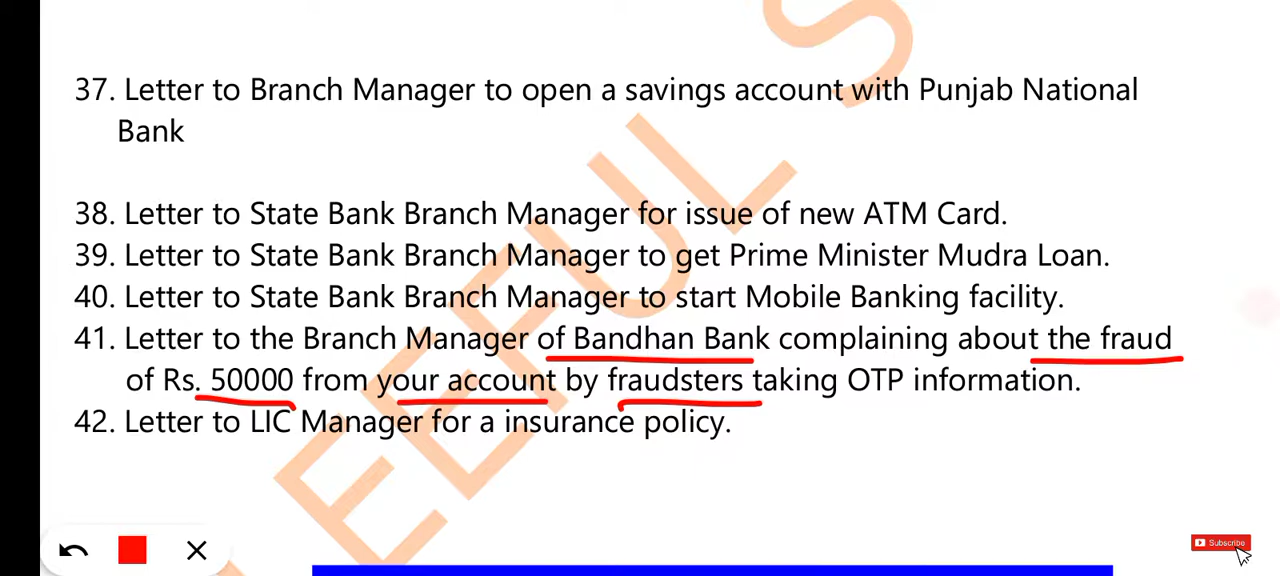 37. Letter to Branch Manager to open a savings account with Punjab National
Bank
38. Letter to State Bank Branch Manager for issue of new ATM Card.
39. Letter to State Bank Branch Manager to get Prime Minister Mudra Loan.
40. Letter to State Bank Branch Manager to start Mobile Banking facility.
41. Letter to the Branch Manager of Bandhan Bank complaining about the fraud
of Rs. 50000 from your account by fraudsters taking OTP information.
42. Letter to LIC Manager for a insurance policy.
EEFUL S
Subscribe